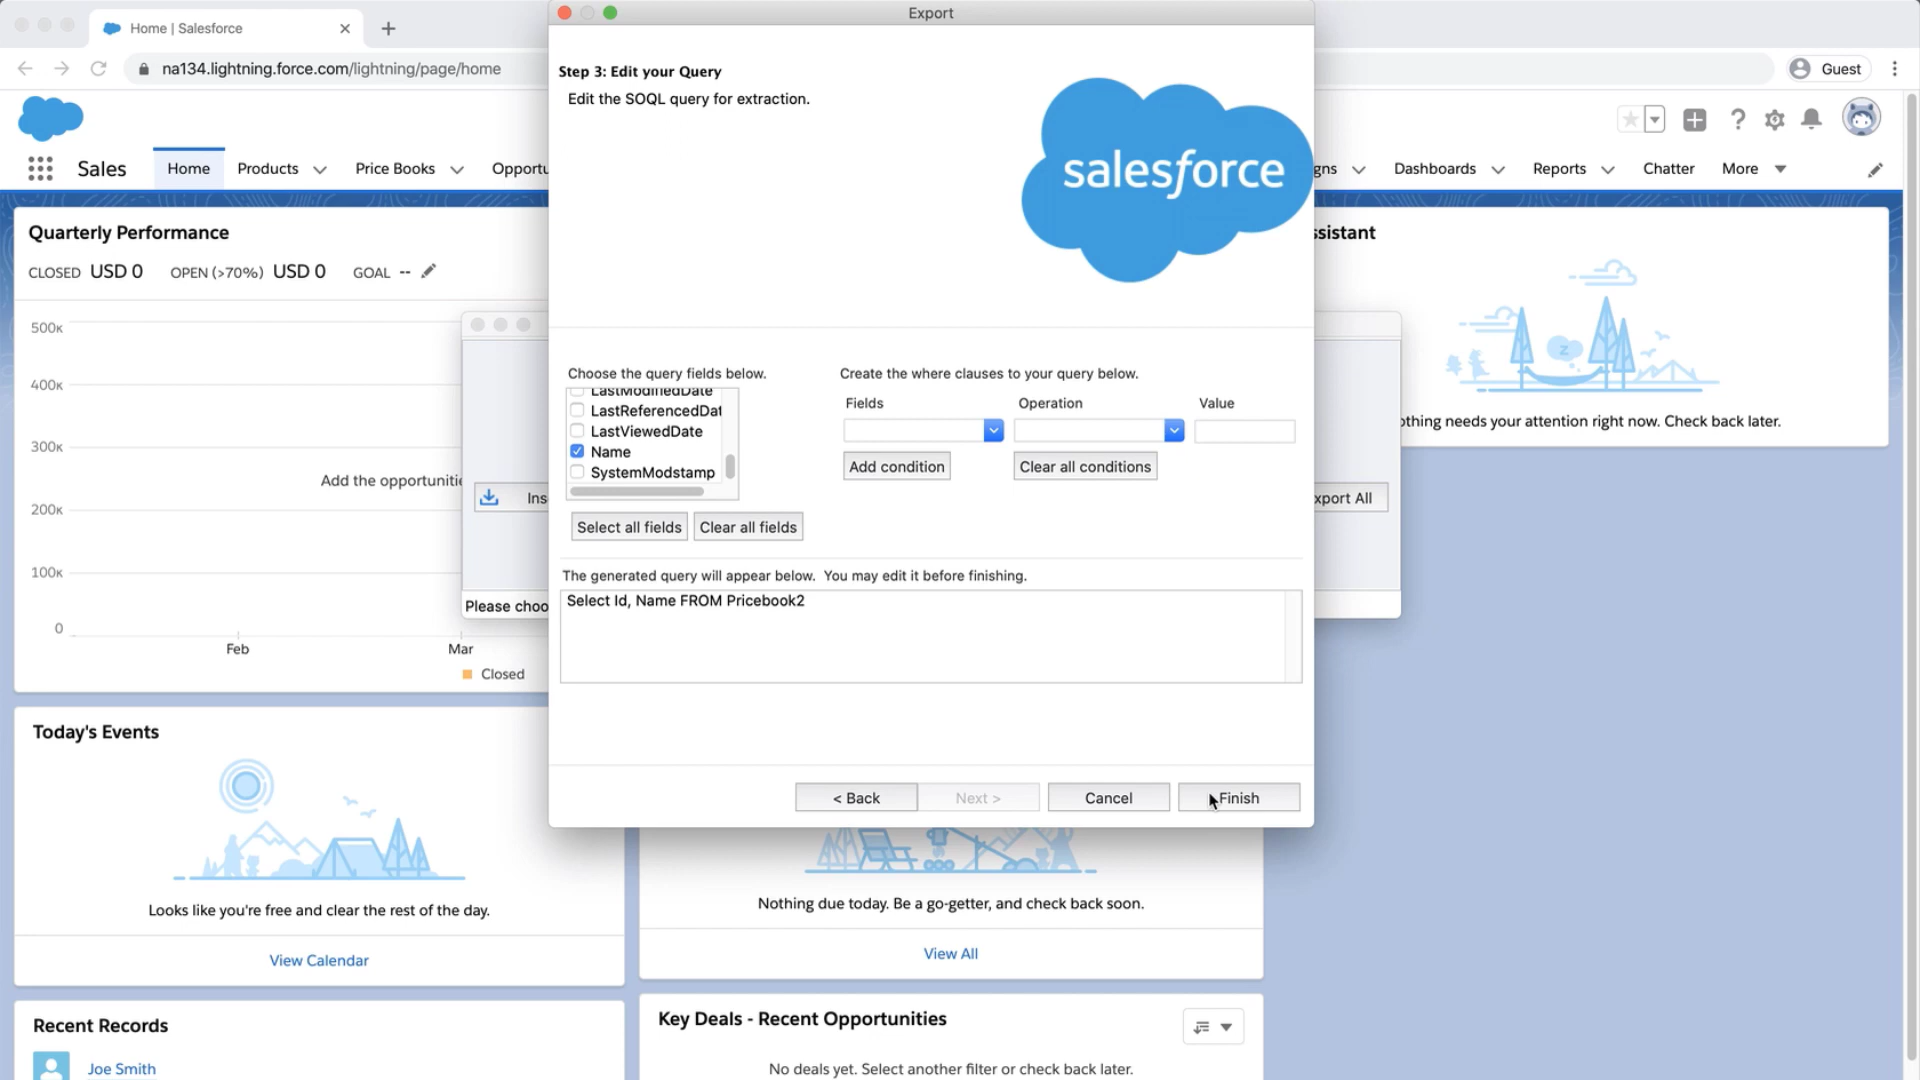 Home | Salesforce
Export
na134.lightning.force.com/lightning/page/home
Guest
Step 3: Edit your Query
Edit the SOQL query for extraction.
salesforce
Sales
Home
Products
Price Books
Opportu
gns
Dashboards
Reports
Chatter
More
Quarterly Performance
CLOSED USD 0 OPEN (>70%) USD 0 GOAL --
ssistant
500K
400K
300K
200K
100K
0
Add the opportunitie
Feb
Mar
Closed
othing needs your attention right now. Check back later.
Ins
xport All
Please choo
Choose the query fields below.
Create the where clauses to your query below.
LastModifiedDate
LastReferencedDat
LastViewedDate
Name
SystemModstamp
Fields
Operation
Value
Add condition
Clear all conditions
Select all fields
Clear all fields
The generated query will appear below. You may edit it before finishing.
Select Id, Name FROM Pricebook2
< Back
Next >
Cancel
Finish
Today's Events
Looks like you're free and clear the rest of the day.
View Calendar
Nothing due today. Be a go-getter, and check back soon.
View All
Recent Records
Joe Smith
Key Deals - Recent Opportunities
No deals yet. Select another filter or check back later.